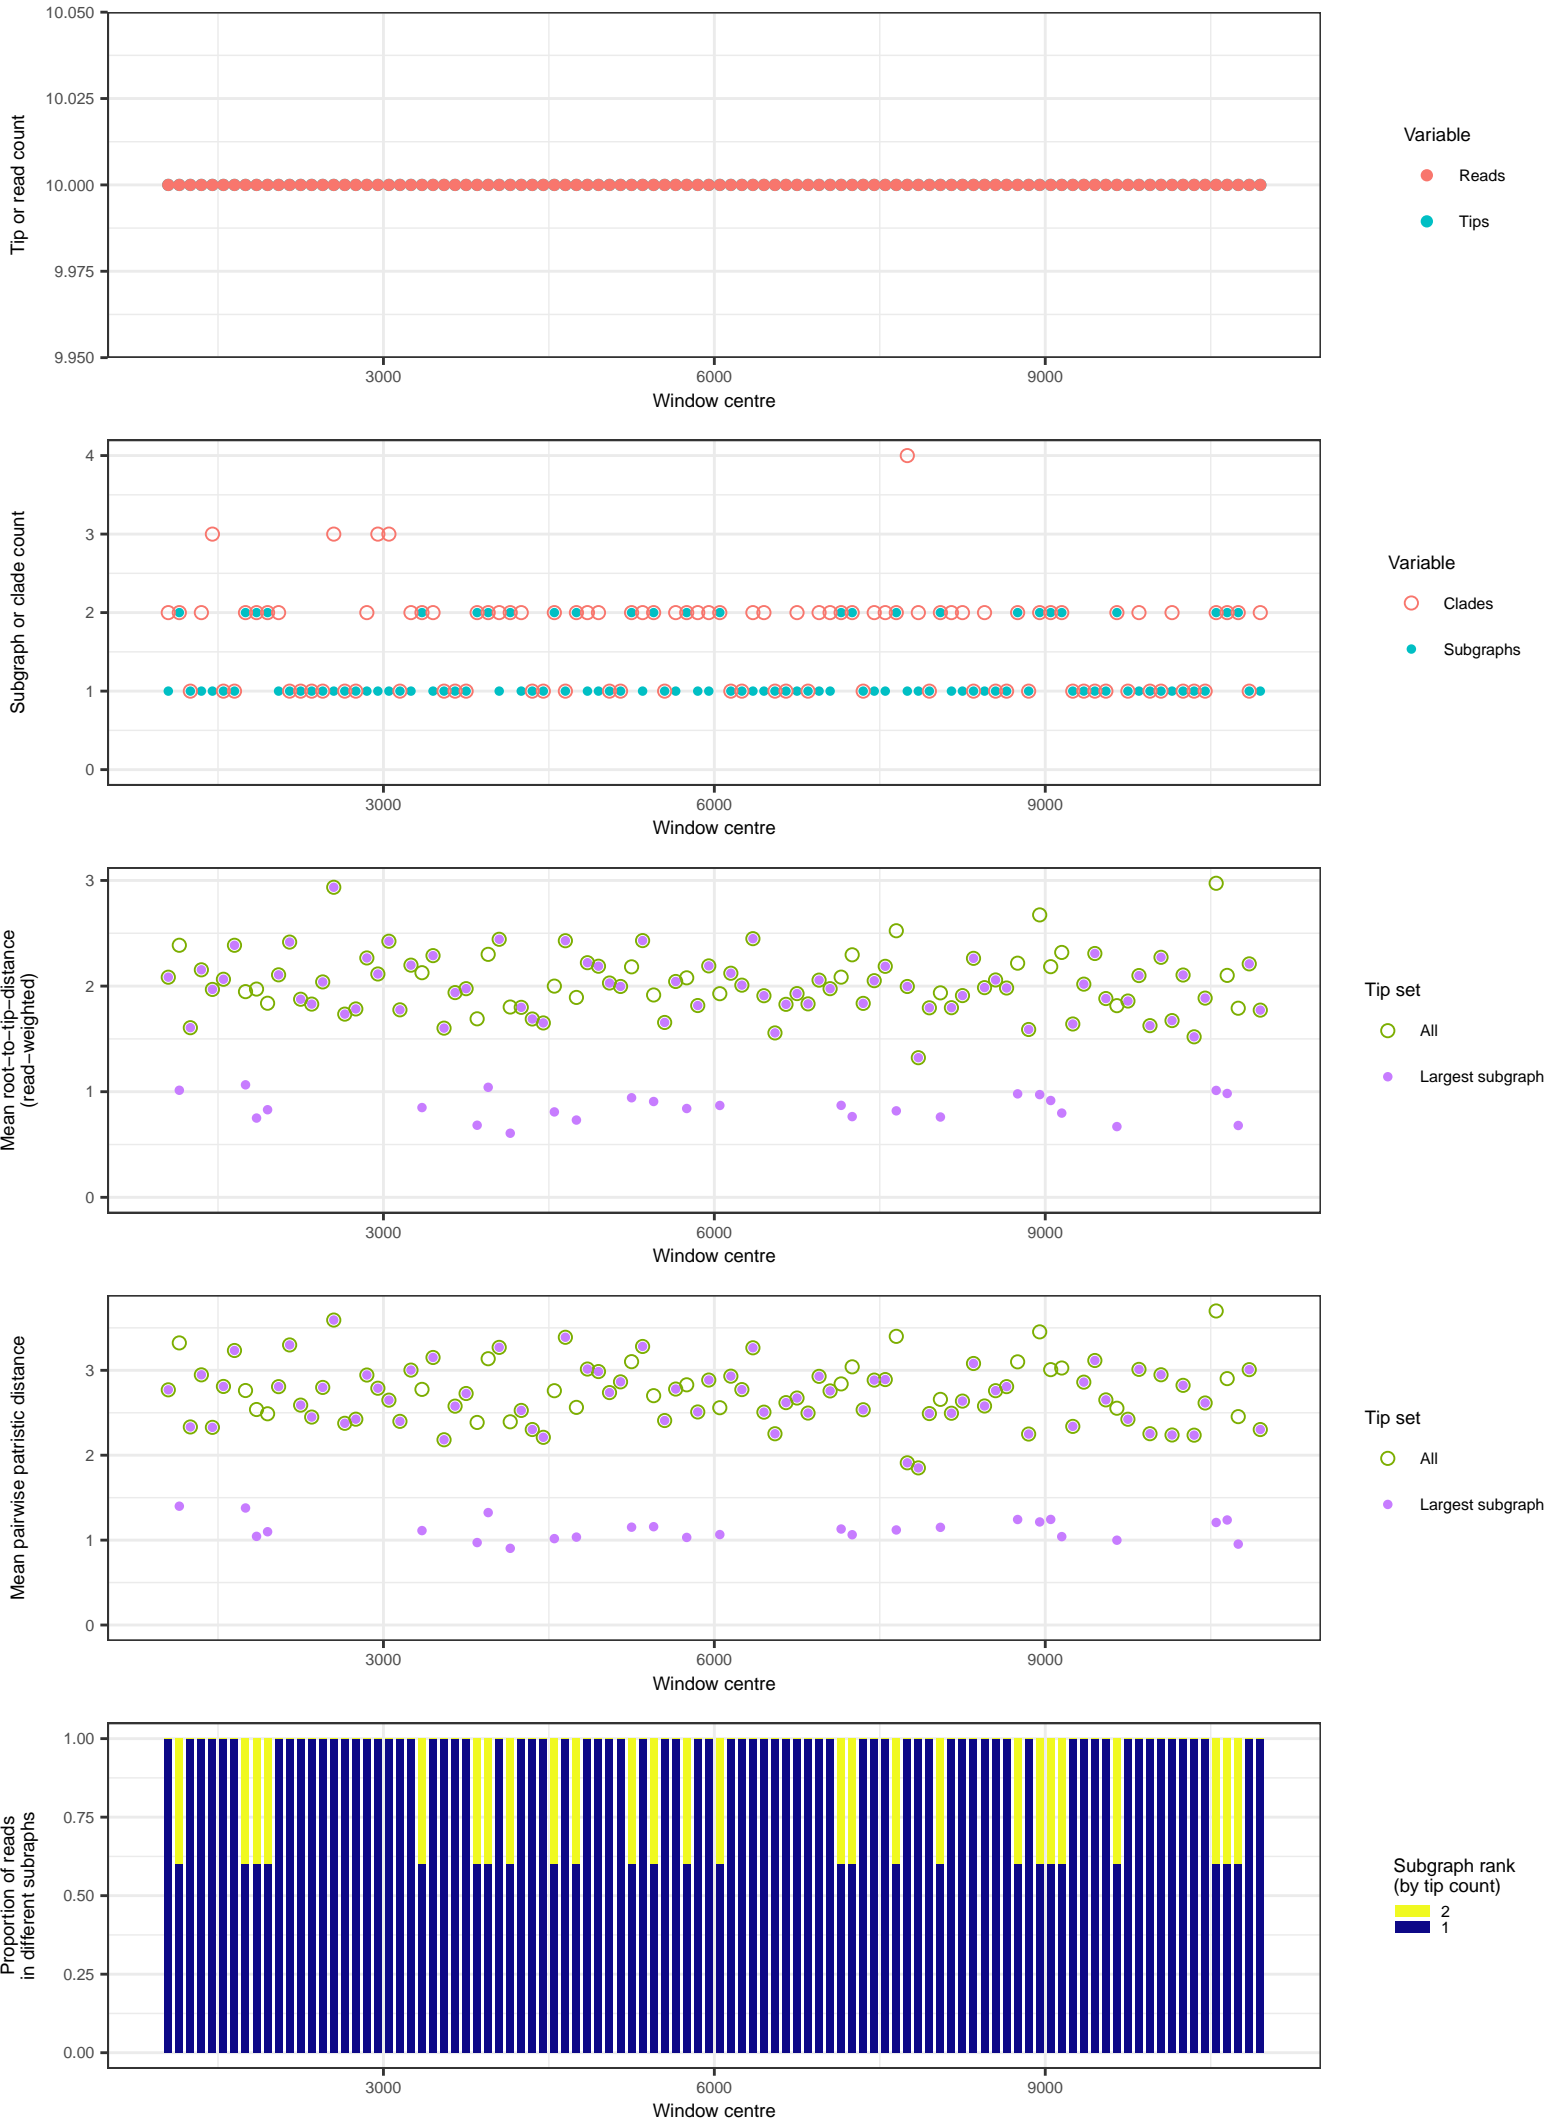 10.050
10.025
10.000
9.975
9.950
Tip or read count
3000
6000
9000
Window centre
Variable
Reads
Tips
4
3
2
1
0
Subgraph or clade count
3000
6000
9000
Window centre
Variable
Clades
Subgraphs
3
2
1
0
Mean root−to−tip−distance
(read−weighted)
3000
6000
9000
Window centre
Tip set
All
Largest subgraph
3
2
1
0
Mean pairwise patristic distance
3000
6000
9000
Window centre
Tip set
All
Largest subgraph
1.00
0.75
0.50
0.25
0.00
Proportion of reads
in different subraphs
3000
6000
9000
Window centre
Subgraph rank
(by tip count)
2
1